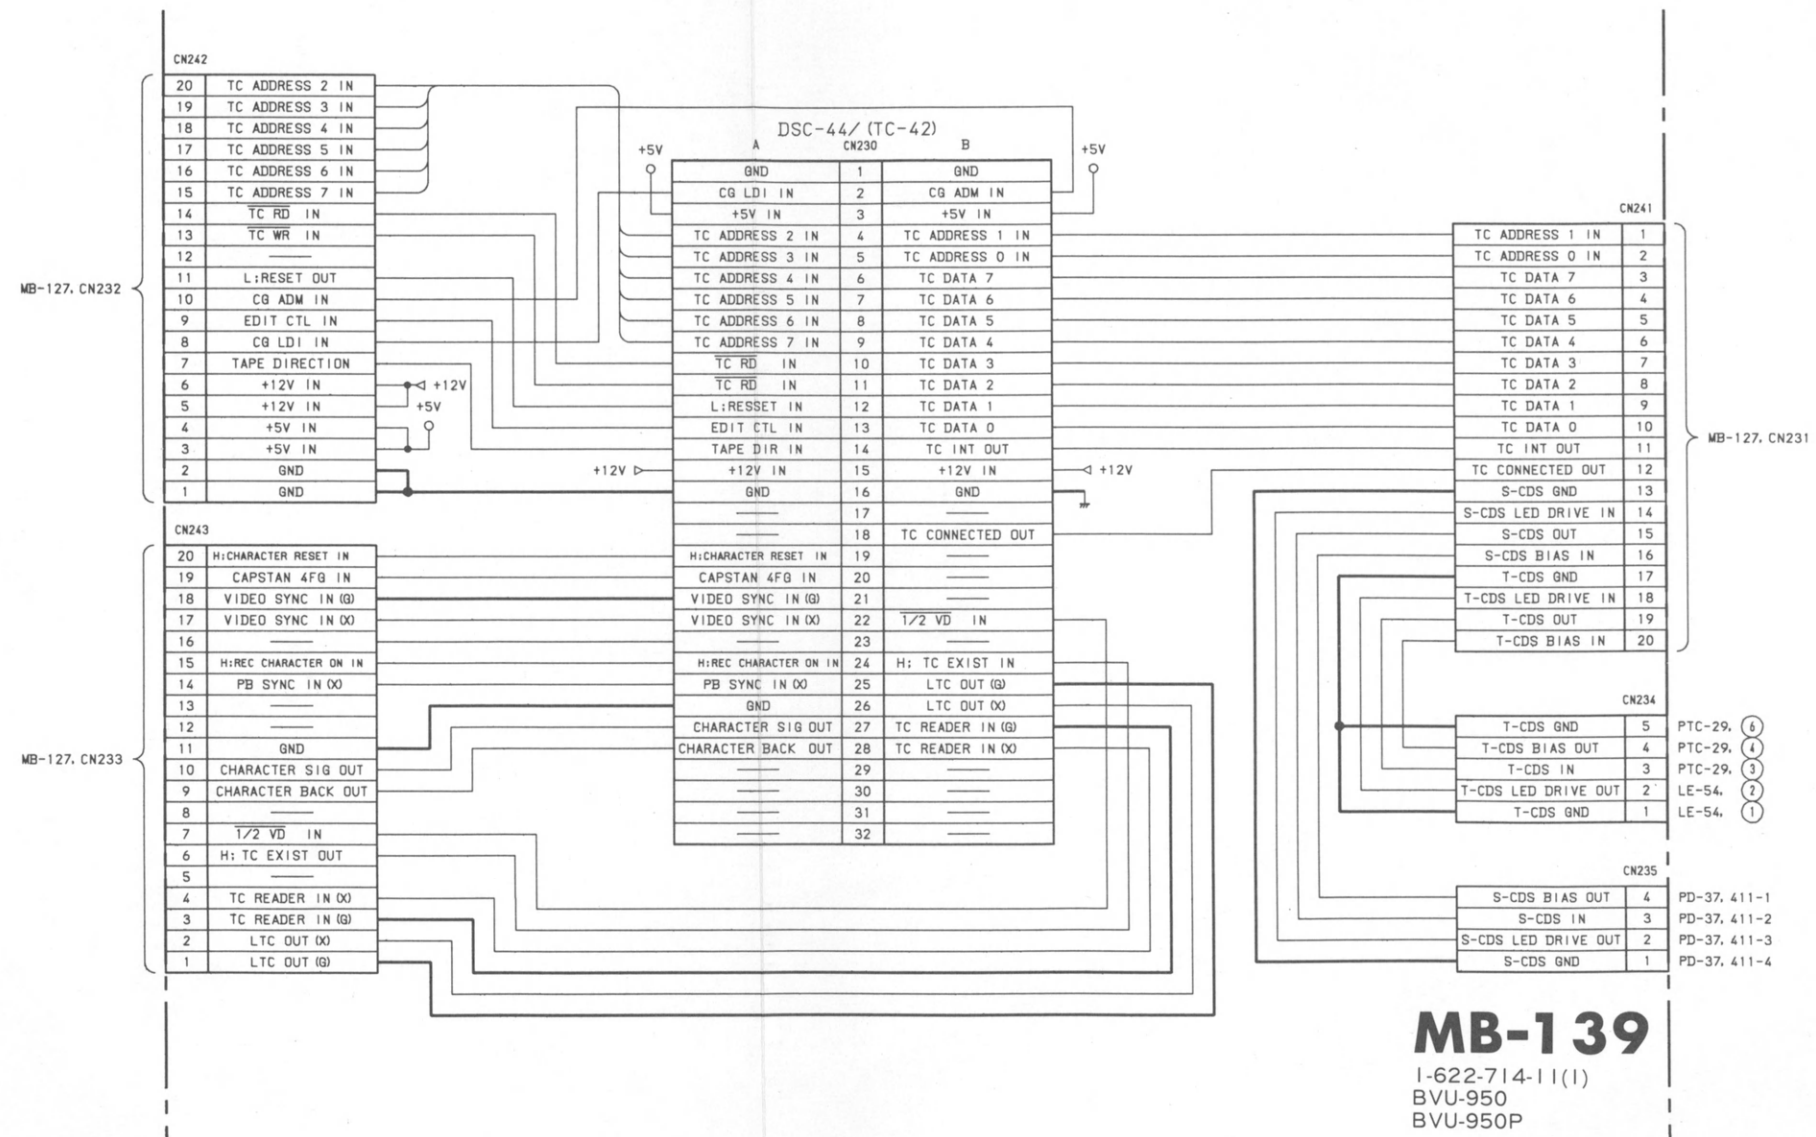 CN242
20 TC ADDRESS 2 IN
19 TC ADDRESS 3 IN
18 TC ADDRESS 4 IN
17 TC ADDRESS 5 IN
16 TC ADDRESS 6 IN
15 TC ADDRESS 7 IN
14 TC RD IN
13 TC WR IN
12
11 L:RESET OUT
10 CG ADM IN
9 EDIT CTL IN
8 CG LDI IN
7 TAPE DIRECTION
6 +12V IN
5 +12V IN
4 +5V IN
3 +5V IN
2 GND
1 GND
MB-127. CN232
+12V
+5V
CN243
20 H:CHARACTER RESET IN
19 CAPSTAN 4FG IN
18 VIDEO SYNC IN (G)
17 VIDEO SYNC IN (X)
16
15 H:REC CHARACTER ON IN
14 PB SYNC IN (X)
13
12
11 GND
10 CHARACTER SIG OUT
9 CHARACTER BACK OUT
8
7 1/2 VD IN
6 H: TC EXIST OUT
5
4 TC READER IN (X)
3 TC READER IN (G)
2 LTC OUT (X)
1 LTC OUT (G)
MB-127. CN233
DSC-44/ (TC-42)
A CN230 B
+5V
+5V
GND 1 GND
CG LDI IN 2 CG ADM IN
+5V IN 3 +5V IN
TC ADDRESS 2 IN 4 TC ADDRESS 1 IN
TC ADDRESS 3 IN 5 TC ADDRESS 0 IN
TC ADDRESS 4 IN 6 TC DATA 7
TC ADDRESS 5 IN 7 TC DATA 6
TC ADDRESS 6 IN 8 TC DATA 5
TC ADDRESS 7 IN 9 TC DATA 4
TC RD IN 10 TC DATA 3
TC RD IN 11 TC DATA 2
L:RESSET IN 12 TC DATA 1
EDIT CTL IN 13 TC DATA 0
TAPE DIR IN 14 TC INT OUT
+12V +12V IN 15 +12V IN +12V
GND 16 GND
17
18 TC CONNECTED OUT
H:CHARACTER RESET IN 19
CAPSTAN 4FG IN 20
VIDEO SYNC IN (G) 21
VIDEO SYNC IN (X) 22 1/2 VD IN
23
H:REC CHARACTER ON IN 24 H: TC EXIST IN
PB SYNC IN (X) 25 LTC OUT (G)
GND 26 LTC OUT (X)
CHARACTER SIG OUT 27 TC READER IN (G)
CHARACTER BACK OUT 28 TC READER IN (X)
29
30
31
32
CN241
TC ADDRESS 1 IN 1
TC ADDRESS 0 IN 2
TC DATA 7 3
TC DATA 6 4
TC DATA 5 5
TC DATA 4 6
TC DATA 3 7
TC DATA 2 8
TC DATA 1 9
TC DATA 0 10
TC INT OUT 11
TC CONNECTED OUT 12
S-CDS GND 13
S-CDS LED DRIVE IN 14
S-CDS OUT 15
S-CDS BIAS IN 16
T-CDS GND 17
T-CDS LED DRIVE IN 18
T-CDS OUT 19
T-CDS BIAS IN 20
MB-127. CN231
CN234
T-CDS GND 5 PTC-29. 6
T-CDS BIAS OUT 4 PTC-29. 4
T-CDS IN 3 PTC-29. 3
T-CDS LED DRIVE OUT 2 LE-54. 2
T-CDS GND 1 LE-54. 1
CN235
S-CDS BIAS OUT 4 PD-37. 411-1
S-CDS IN 3 PD-37. 411-2
S-CDS LED DRIVE OUT 2 PD-37. 411-3
S-CDS GND 1 PD-37. 411-4
MB-139
1-622-714-11(1)
BVU-950
BVU-950P